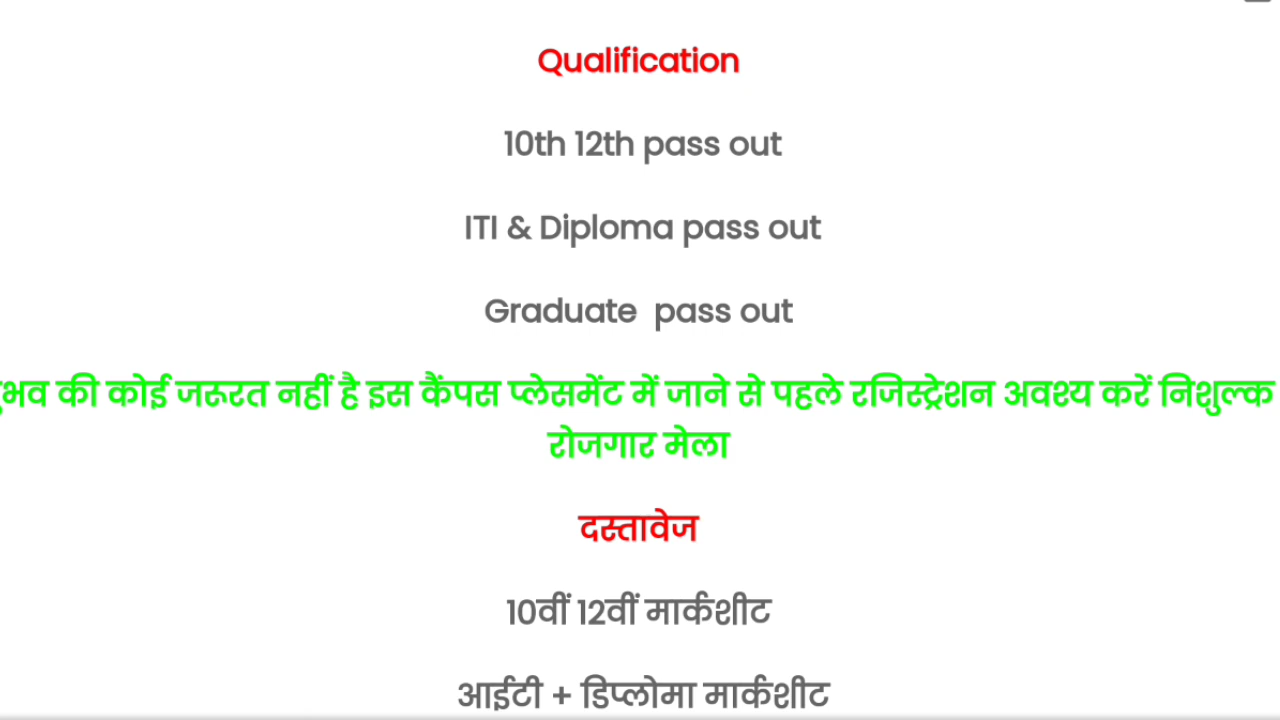 Qualification
10th 12th pass out
ITI & Diploma pass out
Graduate pass out
की कोई जरूरत नहीं है इस कैंपस प्लेसमेंट में जाने से पहले रजिस्ट्रेशन अवश्य करें निशुल्क
रोजगार मेला
दस्तावेज
10वीं 12वीं मार्कशीट
आईटी + डिप्लोमा मार्कशीट